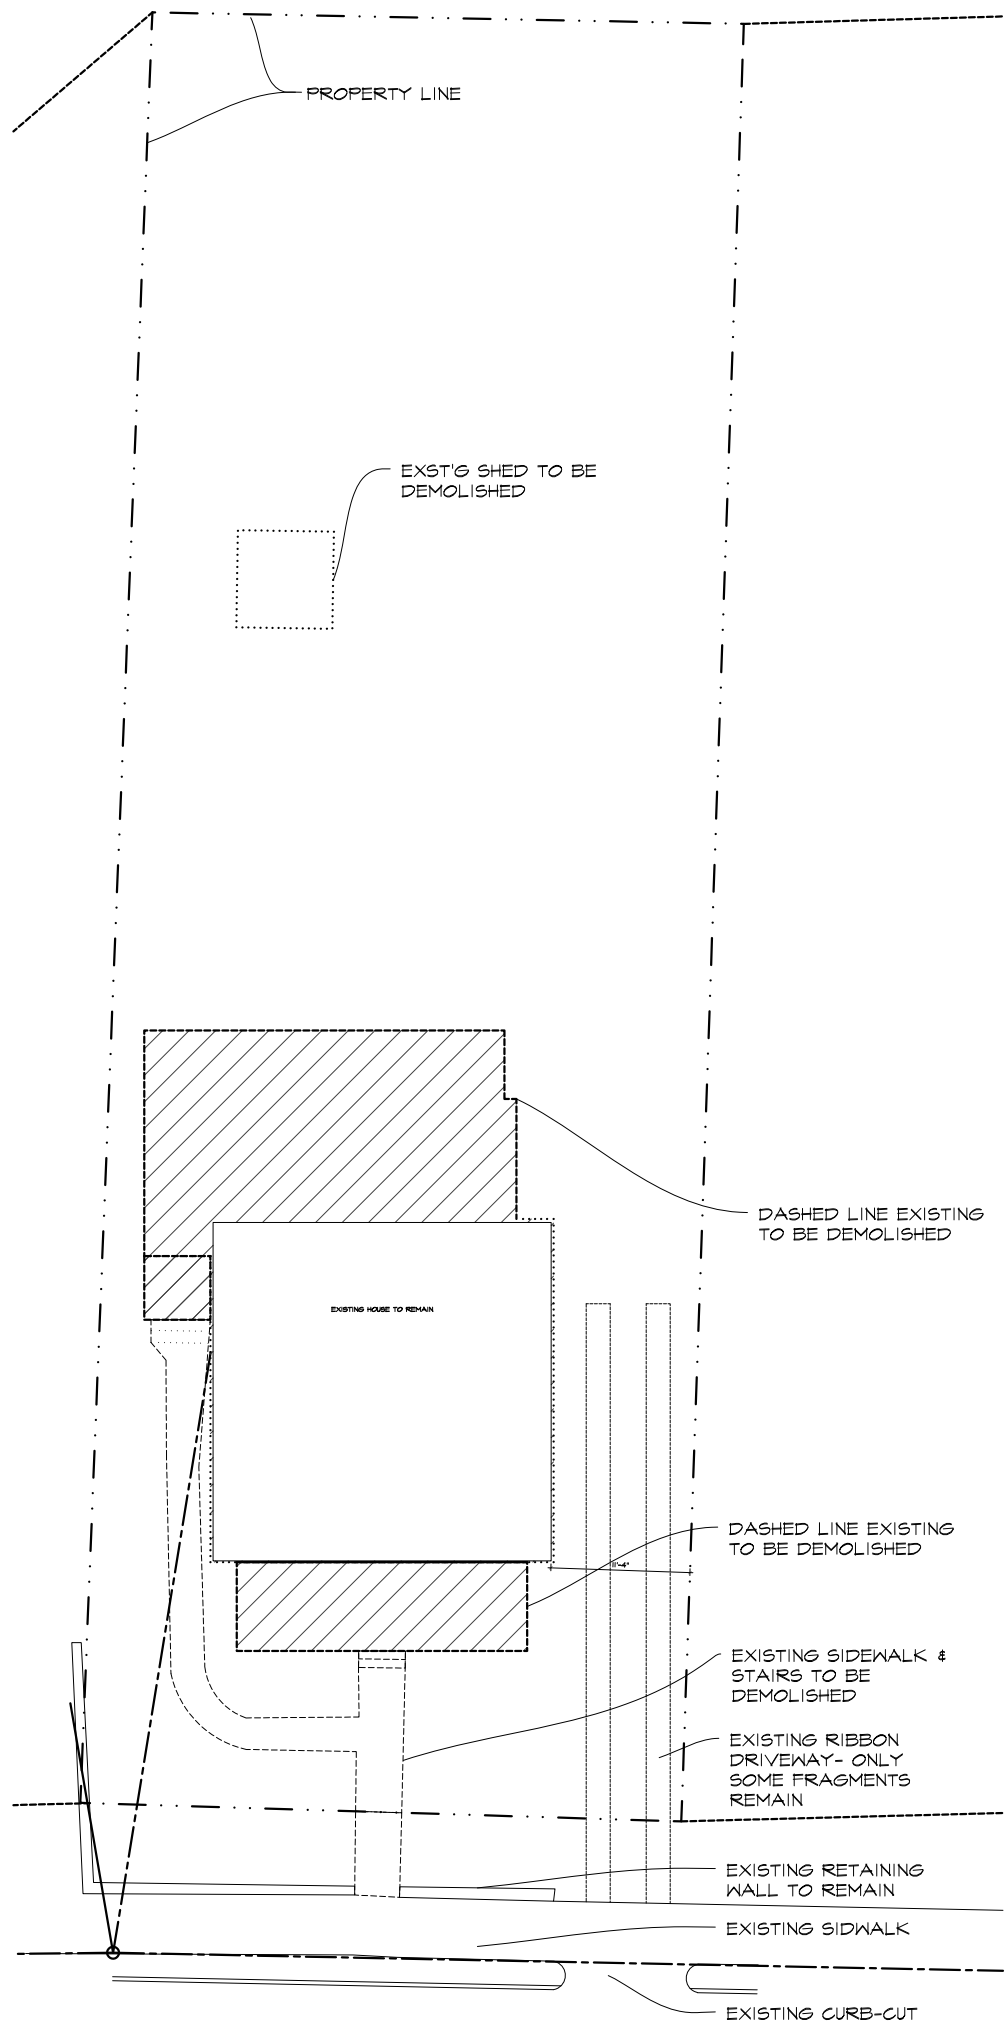 PROPERTY LINE
EXST'G SHED TO BE
DEMOLISHED
DASHED LINE EXISTING
TO BE DEMOLISHED
EXISTING HOUSE TO REMAIN
DASHED LINE EXISTING
TO BE DEMOLISHED
11'-4"
EXISTING SIDEWALK &
STAIRS TO BE
DEMOLISHED
EXISTING RIBBON
DRIVEWAY- ONLY
SOME FRAGMENTS
REMAIN
EXISTING RETAINING
WALL TO REMAIN
EXISTING SIDWALK
EXISTING CURB-CUT